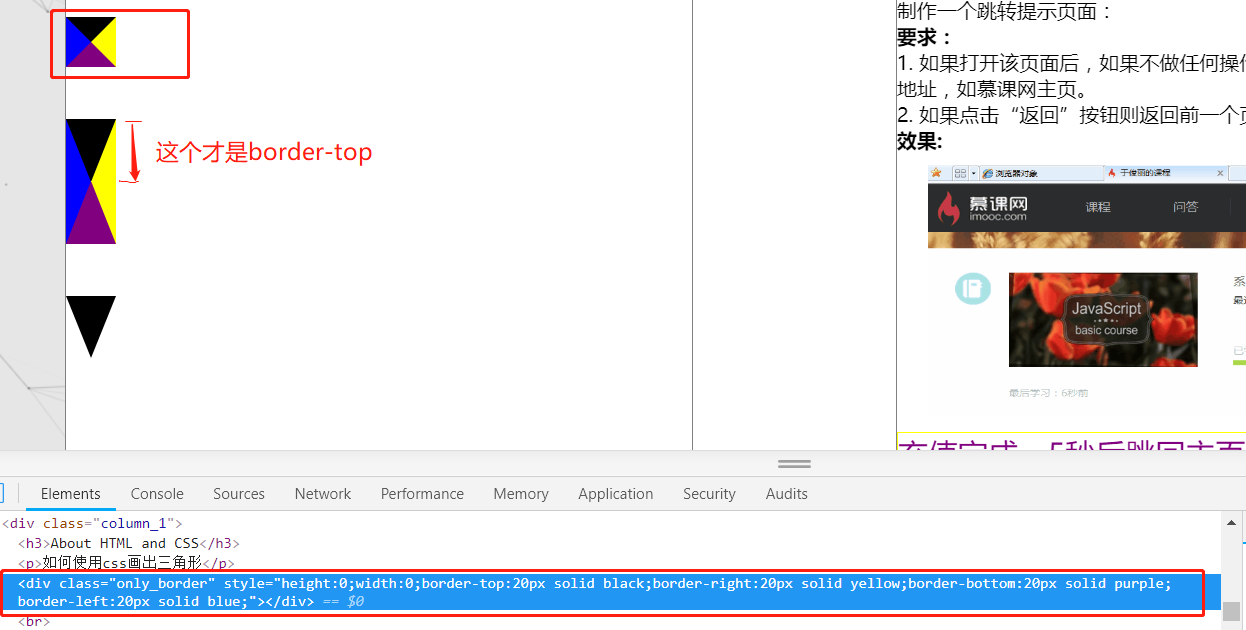 制作一个跳转提示页面：
要求：
1. 如果打开该页面后，如果不做任何操
地址，如慕课网主页。
2. 如果点击“返回”按钮则返回前一个
效果:
这个才是border-top
浏览器对象
于俊丽的课程
慕课网
imooc.com
课程
问答
JavaScript
basic course
系
最后学习：6秒前
Elements Console Sources Network Performance Memory Application Security Audits
<div class="column_1">
<h3>About HTML and CSS</h3>
<p>如何使用css画出三角形</p>
<div class="only_border" style="height:0;width:0;border-top:20px solid black;border-right:20px solid yellow;border-bottom:20px solid purple;
border-left:20px solid blue;"></div> == $0
<br>